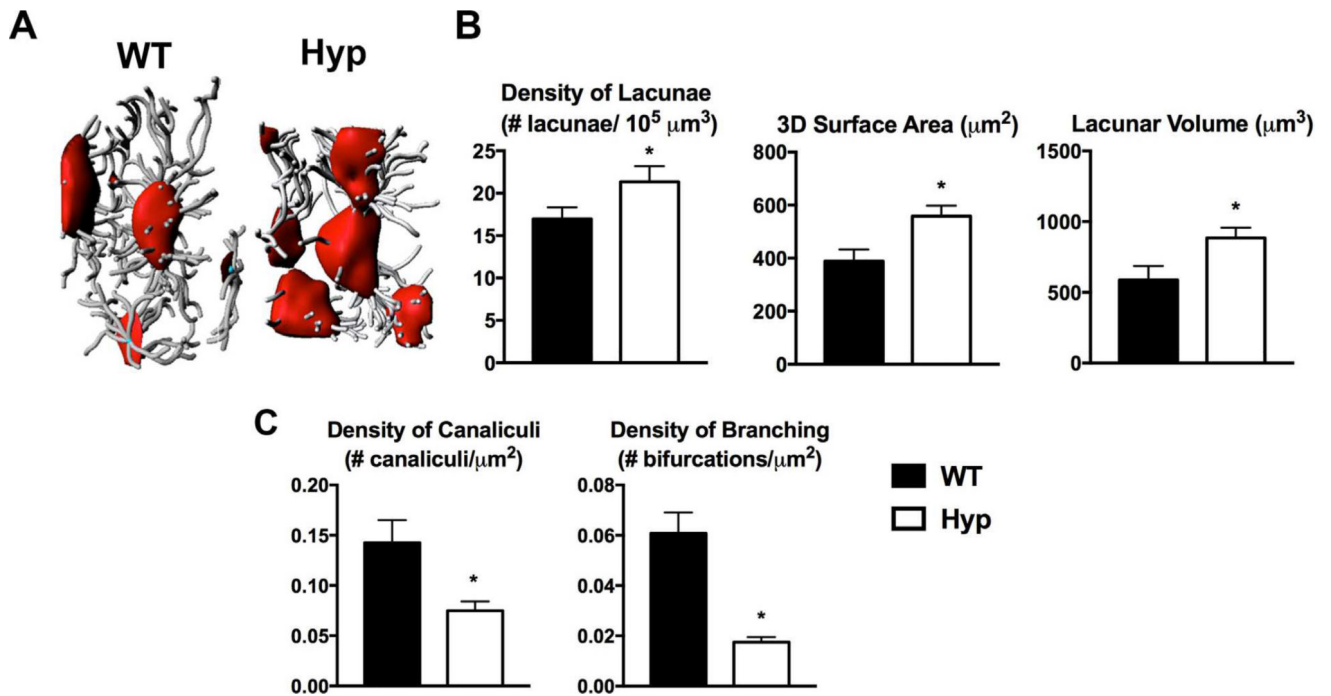 A
WT
Hyp
B
Density of Lacunae
(# lacunae/ 10⁵ μm³)
25
20
15
10
5
0
*
3D Surface Area (μm²)
800
600
400
200
0
*
Lacunar Volume (μm³)
1500
1000
500
0
*
C
Density of Canaliculi
(# canaliculi/μm²)
0.20
0.15
0.10
0.05
0.00
*
Density of Branching
(# bifurcations/μm²)
0.08
0.06
0.04
0.02
0.00
*
WT
Hyp